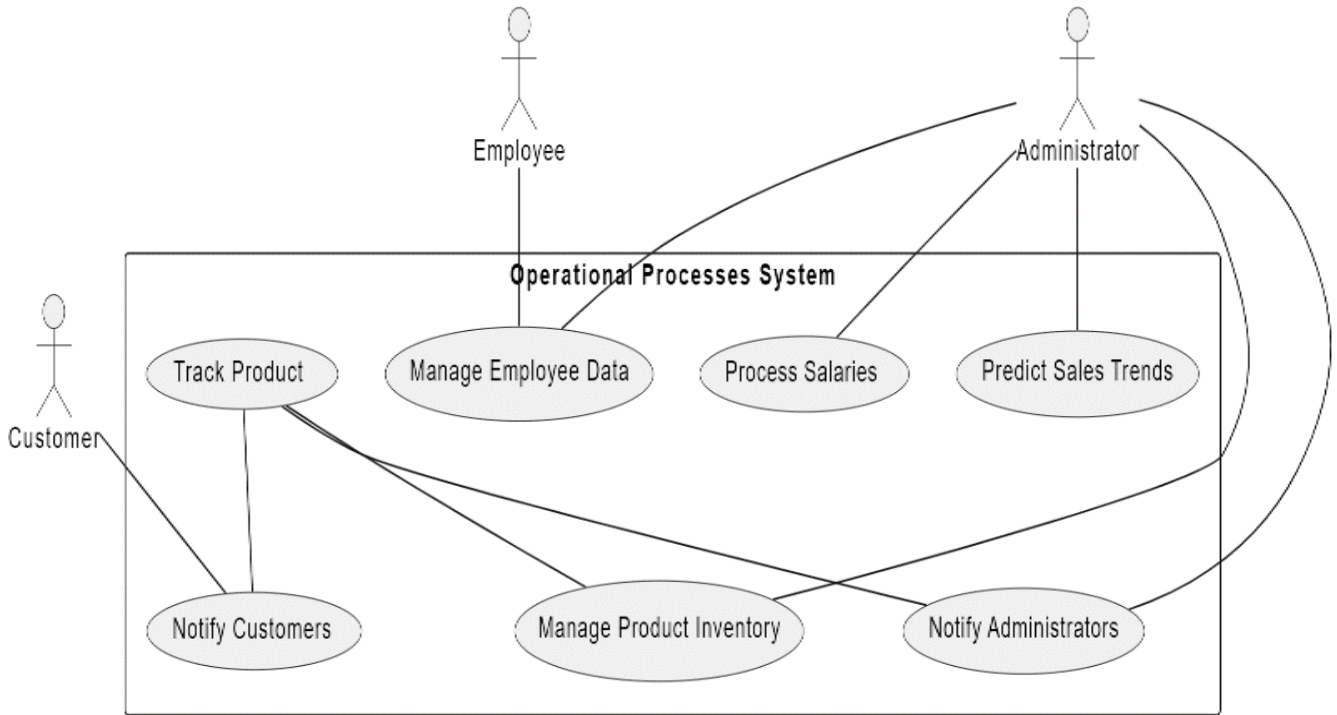 Employee
Administrator
Operational Processes System
Customer
Track Product
Manage Employee Data
Process Salaries
Predict Sales Trends
Notify Customers
Manage Product Inventory
Notify Administrators